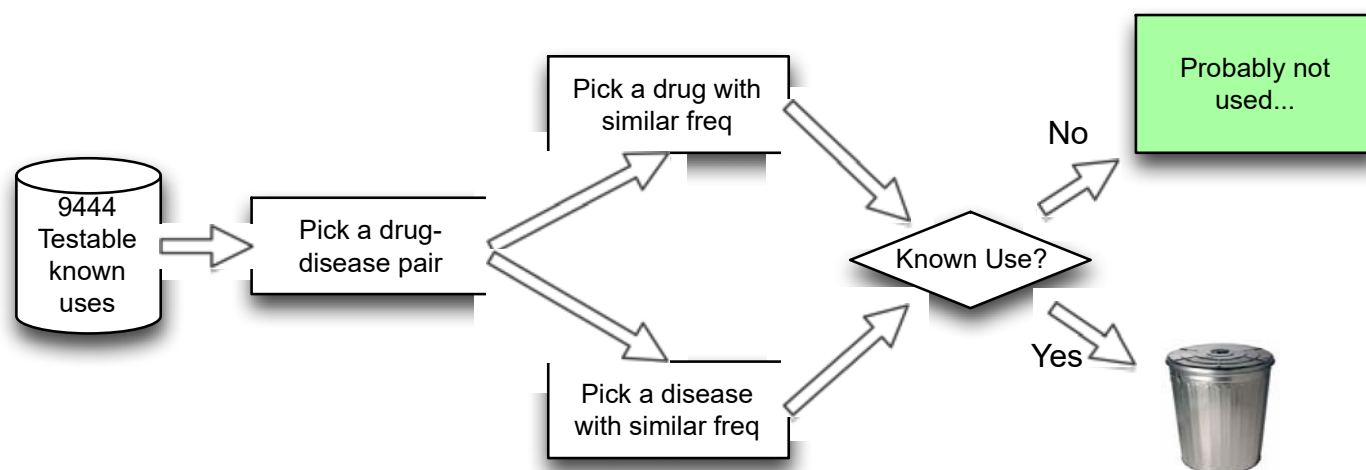 9444
Testable
known
uses
Pick a drug-
disease pair
Pick a drug with
similar freq
Pick a disease
with similar freq
Known Use?
No
Yes
Probably not
used...